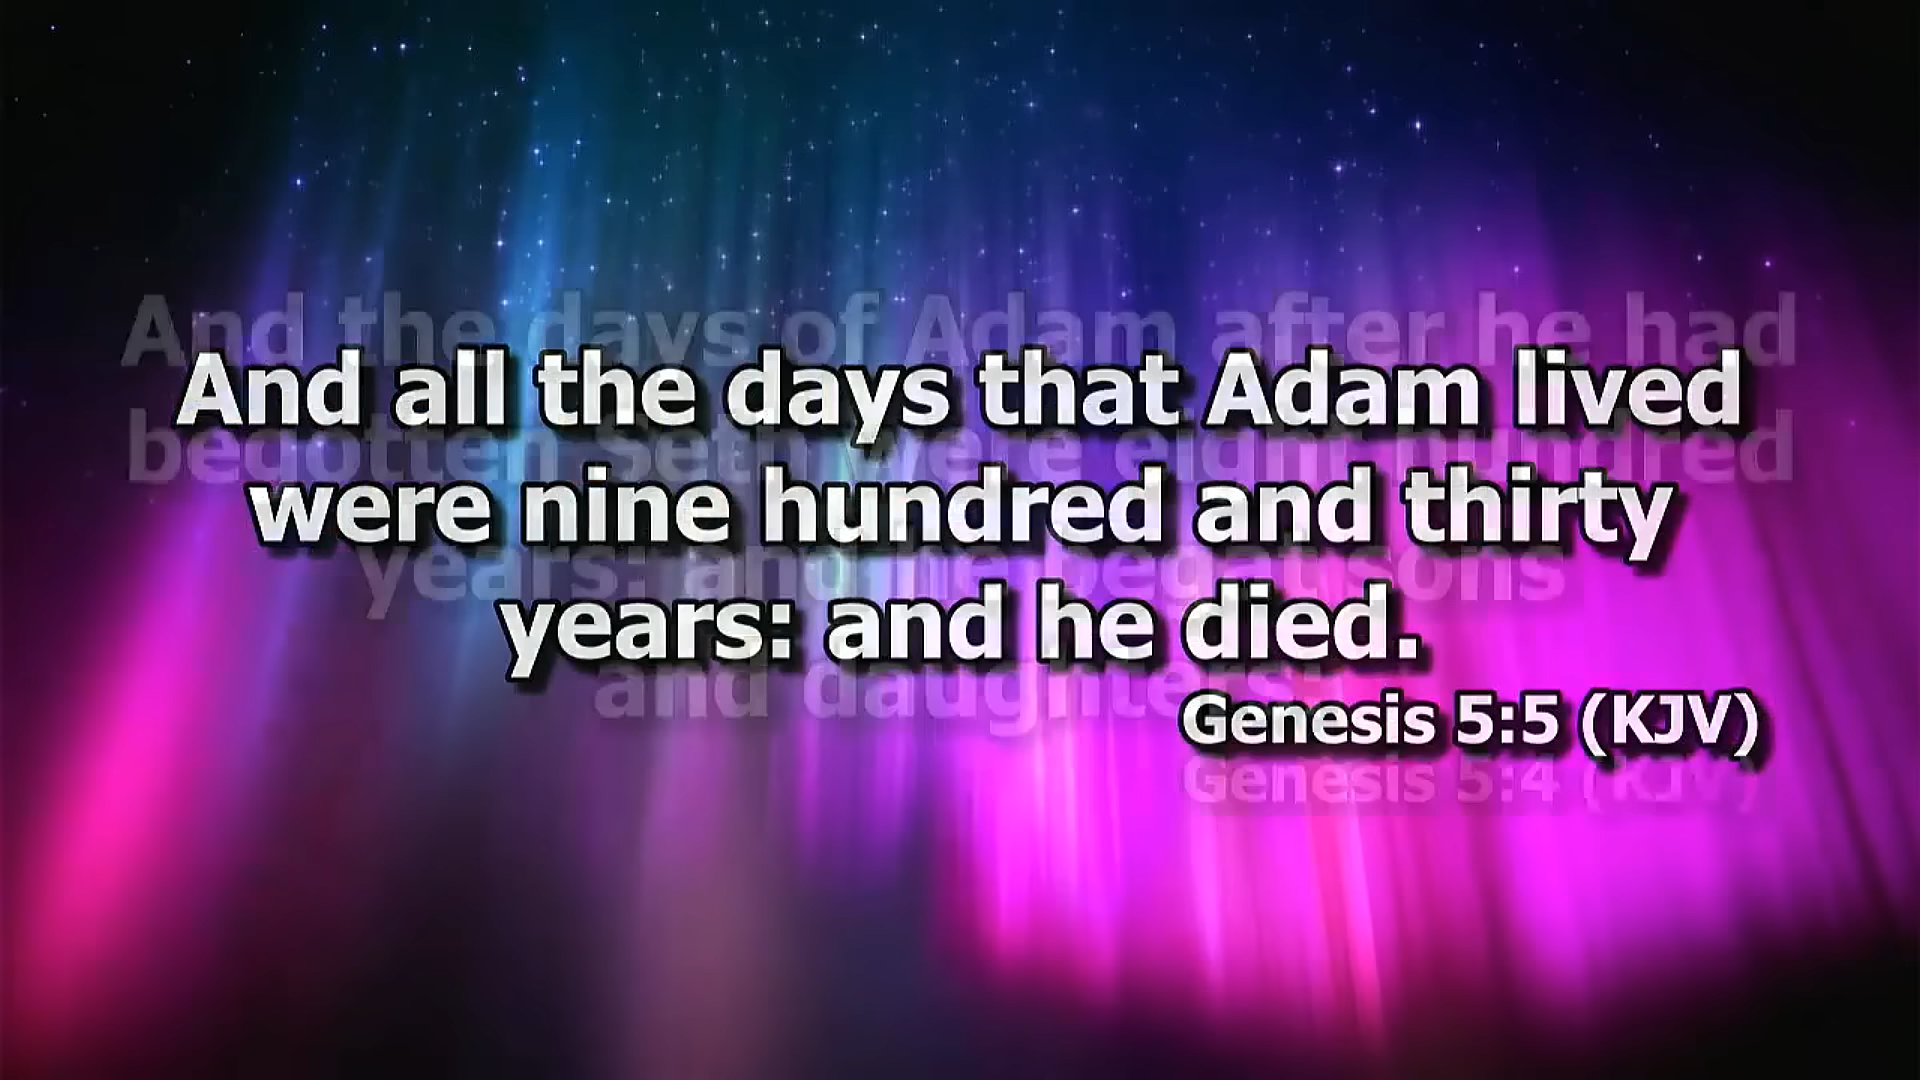 And all the days that Adam lived
were nine hundred and thirty
years: and he died.
Genesis 5:5 (KJV)
And the days of Adam after he had
begotten Seth were eight hundred
years: and he begat sons
and daughters:
Genesis 5:4 (KJV)